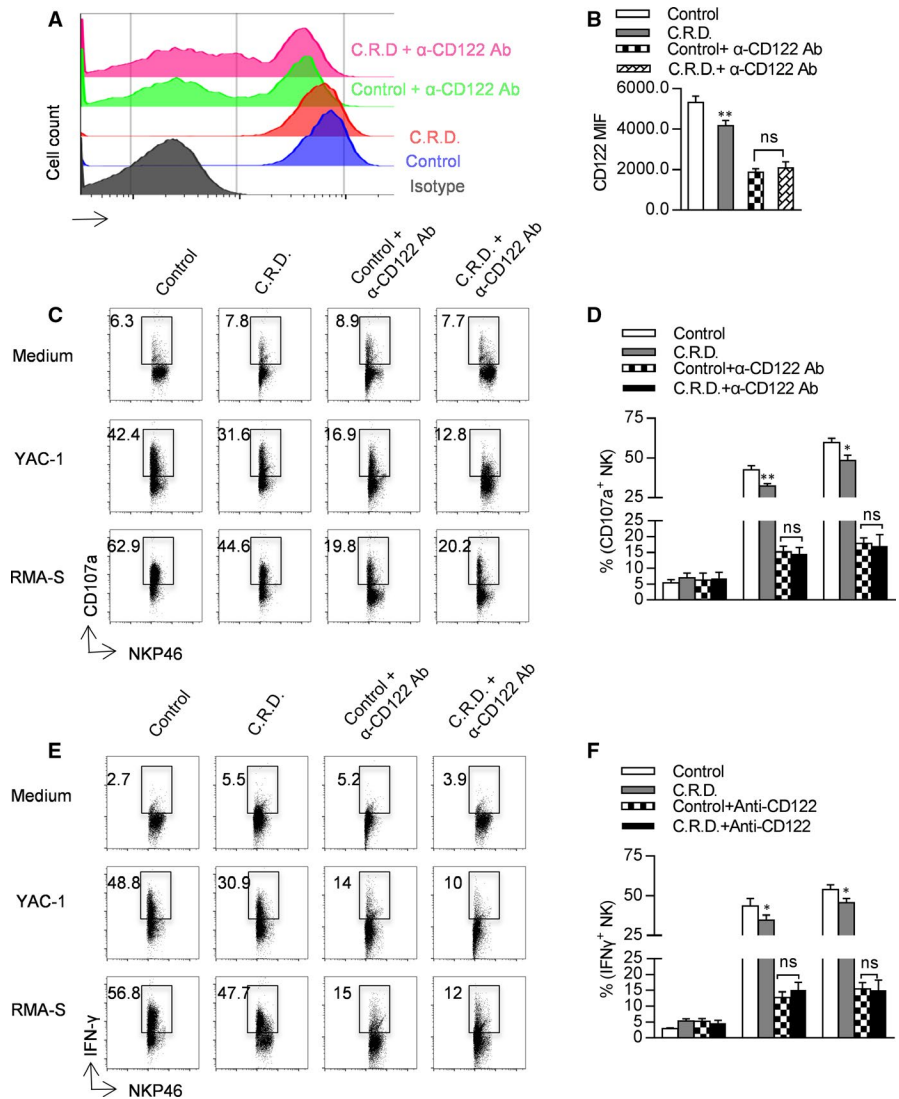 A
C.R.D + α-CD122 Ab
Control + α-CD122 Ab
C.R.D.
Control
Isotype
Cell count
B
Control
C.R.D.
Control+ α-CD122 Ab
C.R.D.+ α-CD122 Ab
6000.0
4000.0
2000.0
0.0
CD122 MIF
**
ns
C
Control
C.R.D.
Control +
α-CD122 Ab
C.R.D. +
α-CD122 Ab
Medium
6.3
7.8
8.9
7.7
YAC-1
42.4
31.6
16.9
12.8
RMA-S
62.9
44.6
19.8
20.2
CD107a
NKP46
D
Control
C.R.D.
Control+α-CD122 Ab
C.R.D.+α-CD122 Ab
% (CD107a+ NK)
75
50
25
25
20
15
10
5
0
**
ns
*
ns
E
Control
C.R.D.
Control +
α-CD122 Ab
C.R.D. +
α-CD122 Ab
Medium
2.7
5.5
5.2
3.9
YAC-1
48.8
30.9
14
10
RMA-S
56.8
47.7
15
12
IFN-γ
NKP46
F
Control
C.R.D.
Control+Anti-CD122
C.R.D.+Anti-CD122
% (IFNγ+ NK)
75
50
25
25
20
15
10
5
0
*
ns
*
ns